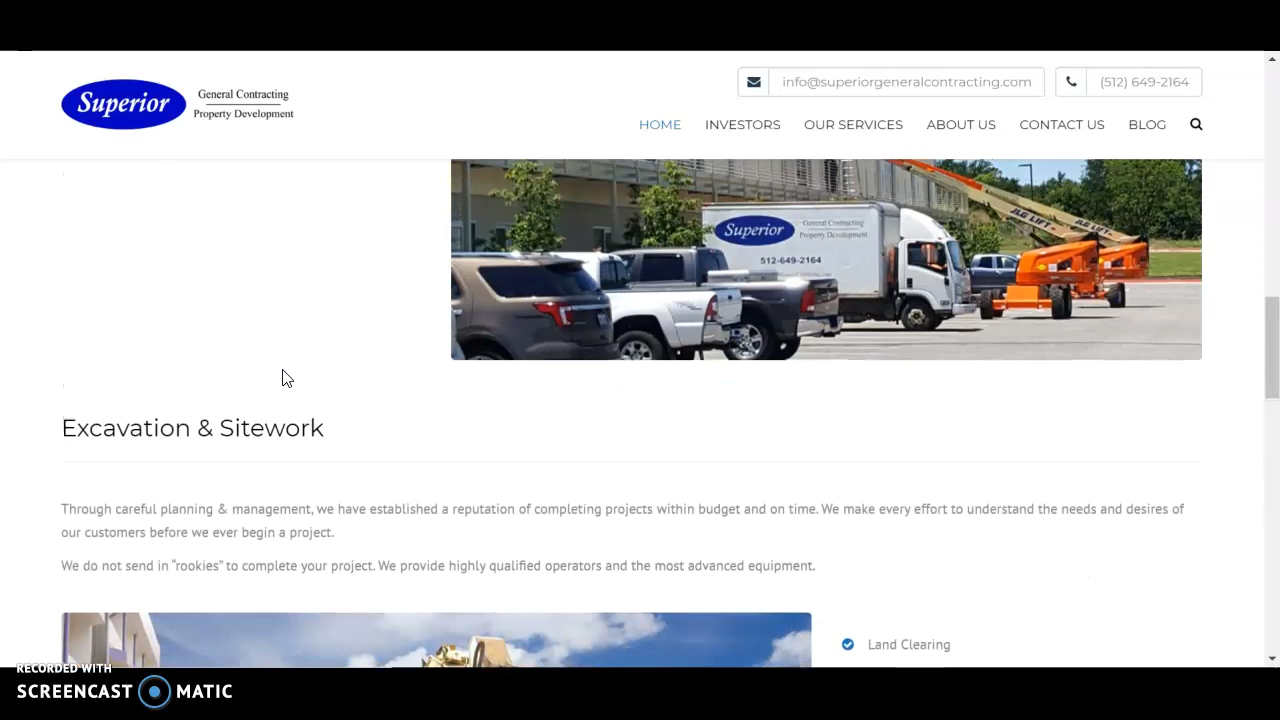 Superior
General Contracting
Property Development
info@superiorgeneralcontracting.com
(512) 649-2164
HOME INVESTORS OUR SERVICES ABOUT US CONTACT US BLOG
Superior
General Contracting
Property Development
512-649-2164
JLG LIFT
JLG LIFT
Excavation & Sitework
Through careful planning & management, we have established a reputation of completing projects within budget and on time. We make every effort to understand the needs and desires of
our customers before we ever begin a project.
We do not send in “rookies” to complete your project. We provide highly qualified operators and the most advanced equipment.
Land Clearing
RECORDED WITH
SCREENCAST MATIC